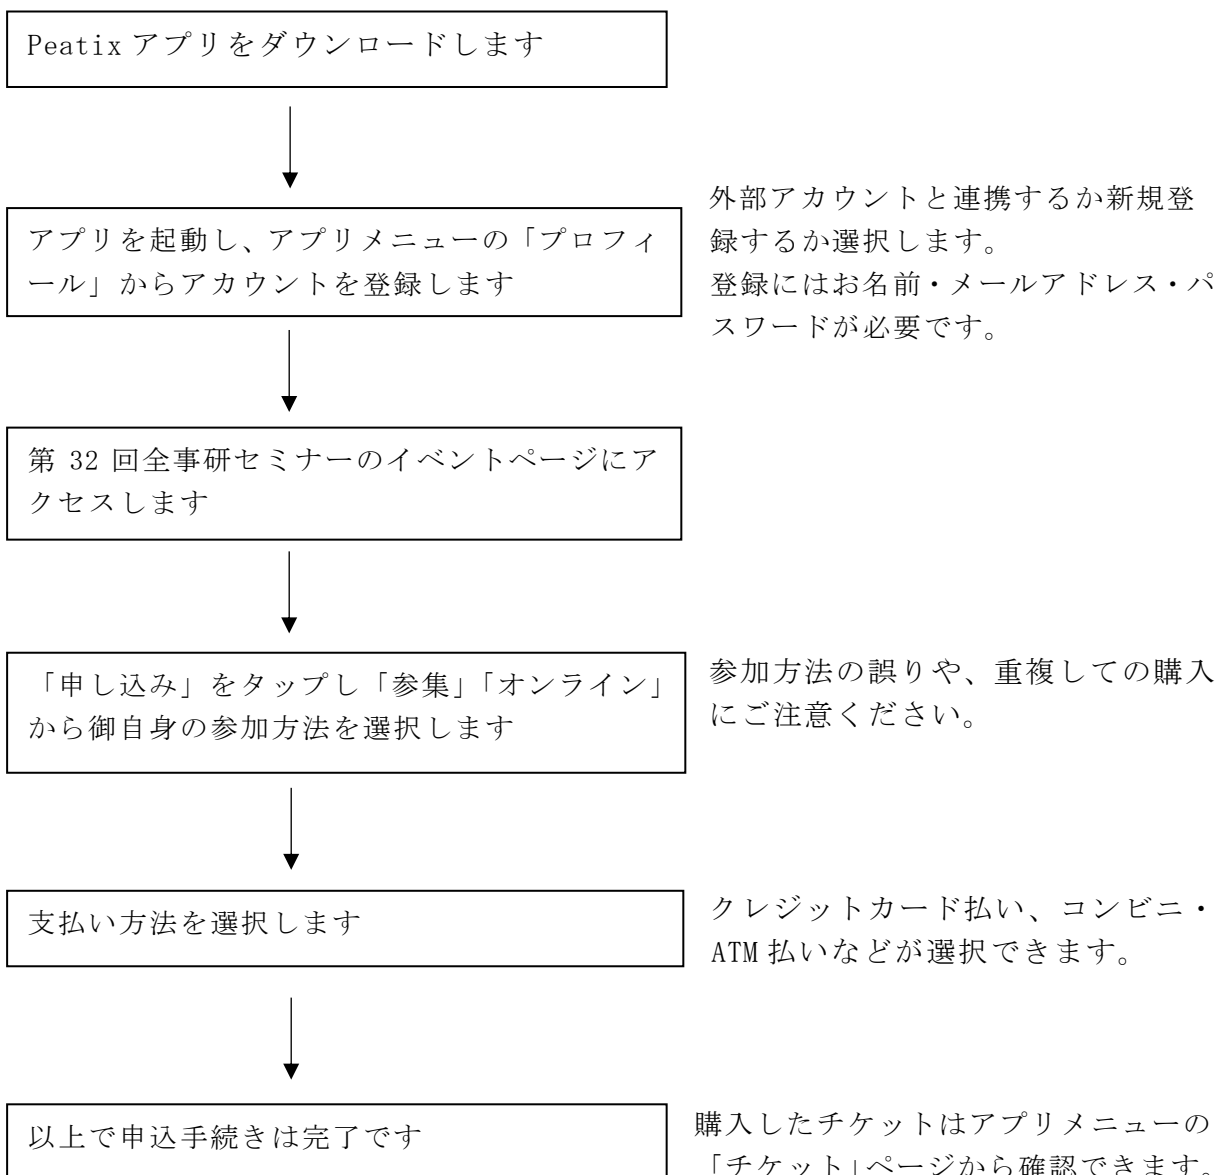 Peatix アプリをダウンロードします
外部アカウントと連携するか新規登
録するか選択します。
登録にはお名前・メールアドレス・パ
スワードが必要です。
アプリを起動し、アプリメニューの「プロフィ
ール」からアカウントを登録します
第 32 回全事研セミナーのイベントページにア
クセスします
「申し込み」をタップし「参集」「オンライン」
から御自身の参加方法を選択します
参加方法の誤りや、重複しての購入
にご注意ください。
支払い方法を選択します
クレジットカード払い、コンビニ・
ATM 払いなどが選択できます。
以上で申込手続きは完了です
購入したチケットはアプリメニューの
「チケット」ページから確認できます。